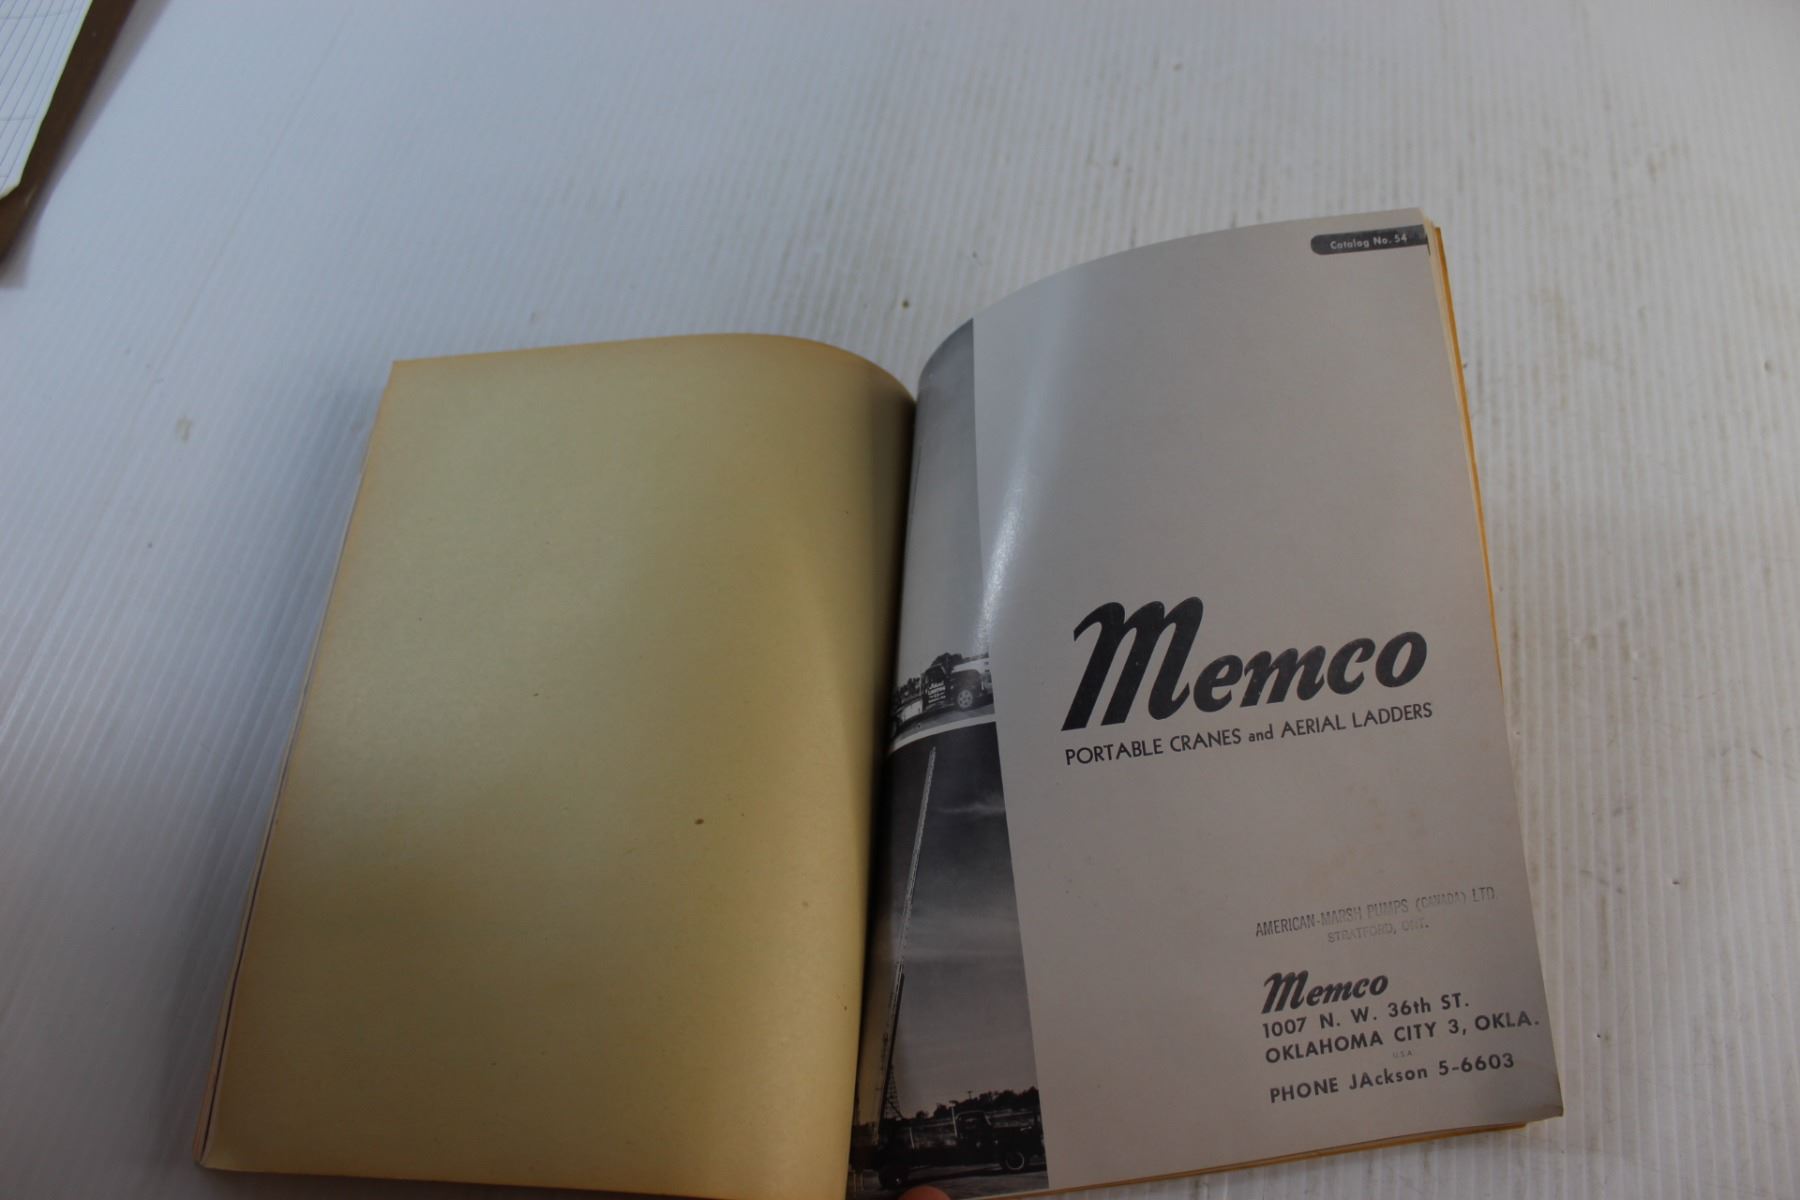 Catalog No. 54
Memco
PORTABLE CRANES and AERIAL LADDERS
AMERICAN-MARSH PUMPS (CANADA) LTD.
STRATFORD, ONT.
Memco
1007 N. W. 36th ST.
OKLAHOMA CITY 3, OKLA.
U.S.A.
PHONE JAckson 5-6603